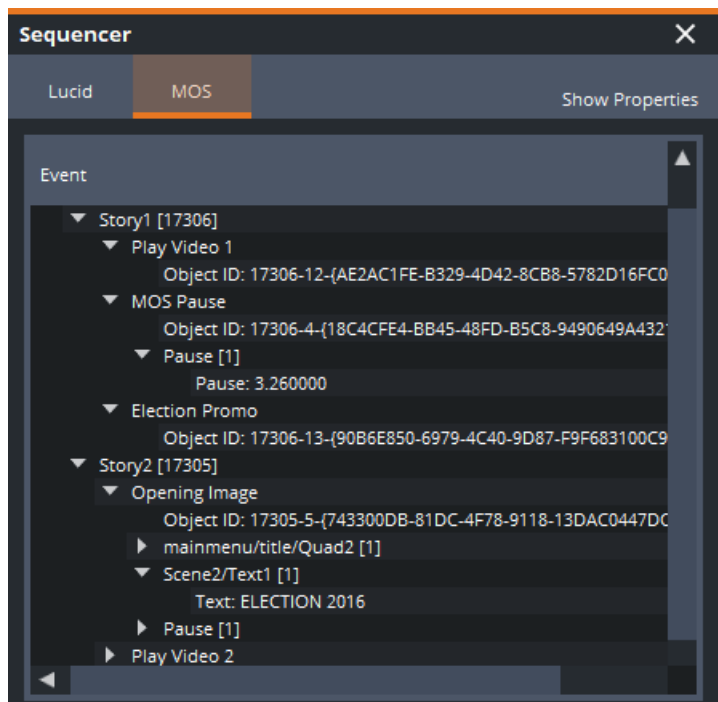 Sequencer
Lucid MOS Show Properties
Event
Story1 [17306]
Play Video 1
Object ID: 17306-12-{AE2AC1FE-B329-4D42-8CB8-5782D16FC0
MOS Pause
Object ID: 17306-4-{18C4CFE4-BB45-48FD-B5C8-9490649A432
Pause [1]
Pause: 3.260000
Election Promo
Object ID: 17306-13-{90B6E850-6979-4C40-9D87-F9F683100C9
Story2 [17305]
Opening Image
Object ID: 17305-5-{743300DB-81DC-4F78-9118-13DAC0447DC
mainmenu/title/Quad2 [1]
Scene2/Text1 [1]
Text: ELECTION 2016
Pause [1]
Play Video 2